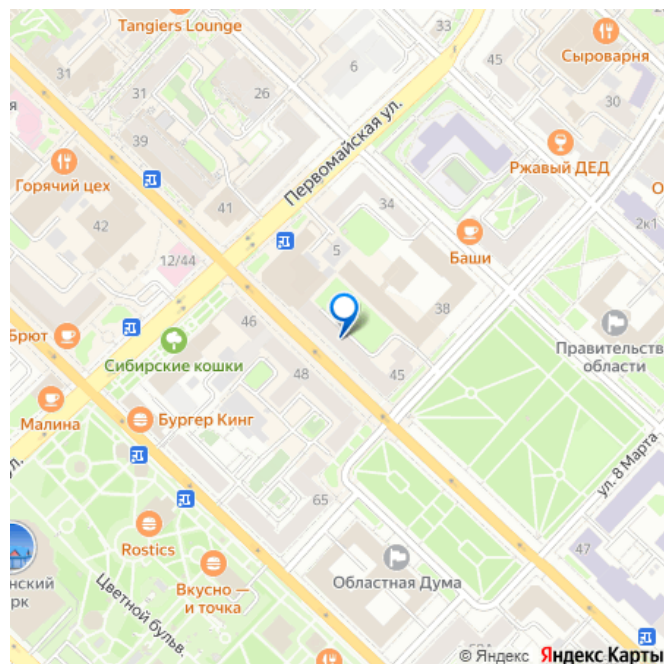 Tangiers Lounge
33
45
Сыроварня
31
6
31
26
30
я
39
Первомайская ул.
Ржавый ДЕД
Горячий цех
О
41
34
2к1
42
5
Баши
12/44
38
Брют
46
Правительств
области
Сибирские кошки
48
45
Малина
Бургер Кинг
ул.
ул. 8 Марта
65
Rostics
47
нский
рк
Вкусно —
и точка
Областная Дума
Цветной бульв.
© Яндекс Яндекс Карты